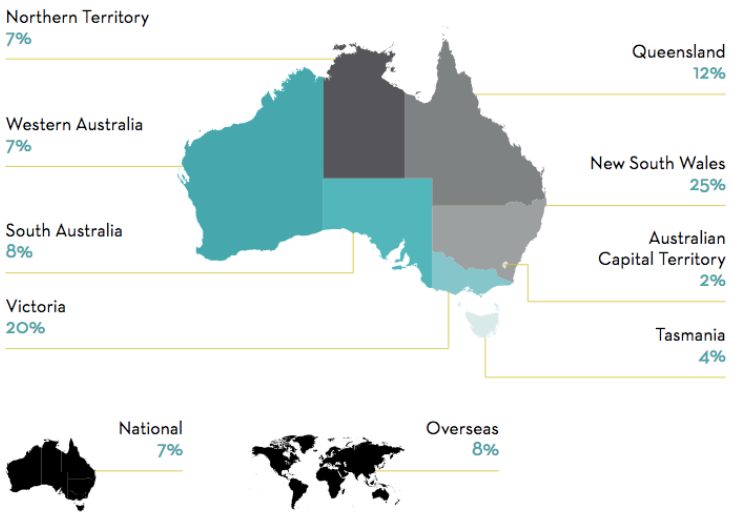 Northern Territory
7%
Western Australia
7%
South Australia
8%
Victoria
20%
Queensland
12%
New South Wales
25%
Australian
Capital Territory
2%
Tasmania
4%
National
7%
Overseas
8%